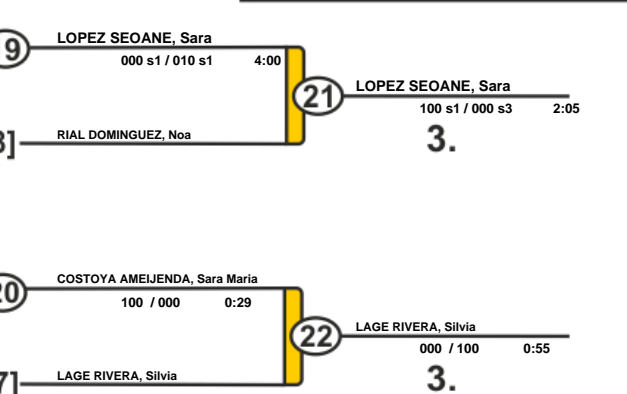 9
LOPEZ SEOANE, Sara
000 s1 / 010 s1 4:00
21
LOPEZ SEOANE, Sara
100 s1 / 000 s3 2:05
3.
RIAL DOMINGUEZ, Noa
20
COSTOYA AMEIJENDA, Sara Maria
100 / 000 0:29
22
LAGE RIVERA, Silvia
000 / 100 0:55
3.
7]
LAGE RIVERA, Silvia